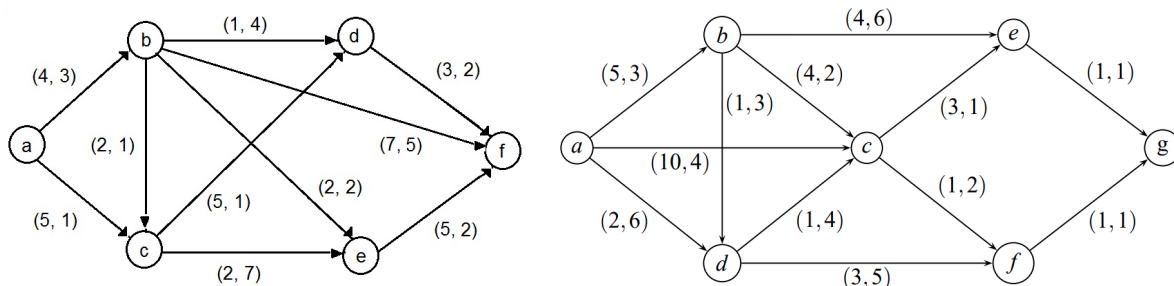 (1, 4)
b
d
(4, 3)
(3, 2)
a
(2, 1)
(7, 5)
f
(5, 1)
(2, 2)
(5, 1)
(5, 2)
c
e
(2, 7)
(4, 6)
b
e
(5, 3)
(4, 2)
(1, 1)
(1, 3)
(3, 1)
a
(10, 4)
c
g
(2, 6)
(1, 4)
(1, 2)
(1, 1)
d
f
(3, 5)